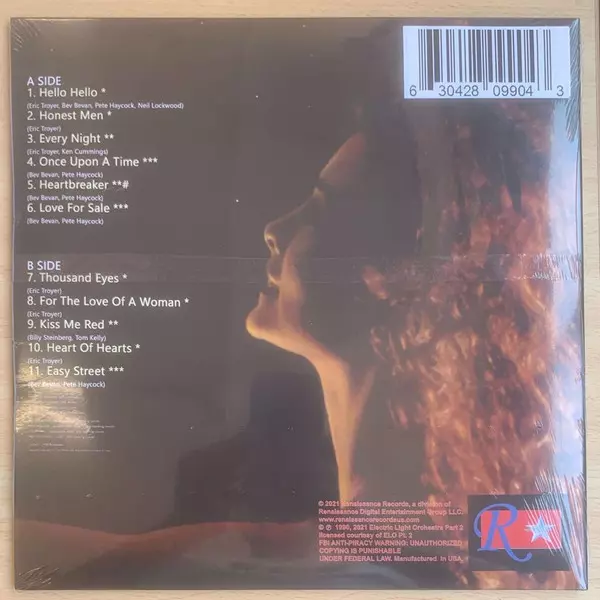 A SIDE
1. Hello Hello *
(Eric Troyer, Bev Bevan, Pete Haycock, Neil Lockwood)
2. Honest Men *
(Eric Troyer)
3. Every Night **
(Eric Troyer, Ken Cummings)
4. Once Upon A Time ***
(Bev Bevan, Pete Haycock)
5. Heartbreaker **#
(Bev Bevan, Pete Haycock)
6. Love For Sale ***
(Bev Bevan, Pete Haycock)
B SIDE
7. Thousand Eyes *
(Eric Troyer)
8. For The Love Of A Woman *
(Eric Troyer)
9. Kiss Me Red **
(Billy Steinberg, Tom Kelly)
10. Heart Of Hearts *
(Eric Troyer)
11. Easy Street ***
(Bev Bevan, Pete Haycock)
6 30428 09904 3
© 2021 Renaissance Records, a division of
Renaissance Digital Entertainment Group LLC.
www.renaissancerecordsus.com
© ℗ 1990, 2021 Electric Light Orchestra Part 2
licensed courtesy of ELO Pt. 2
FBI ANTI-PIRACY WARNING: UNAUTHORIZED
COPYING IS PUNISHABLE
UNDER FEDERAL LAW. Manufactured in USA.
R